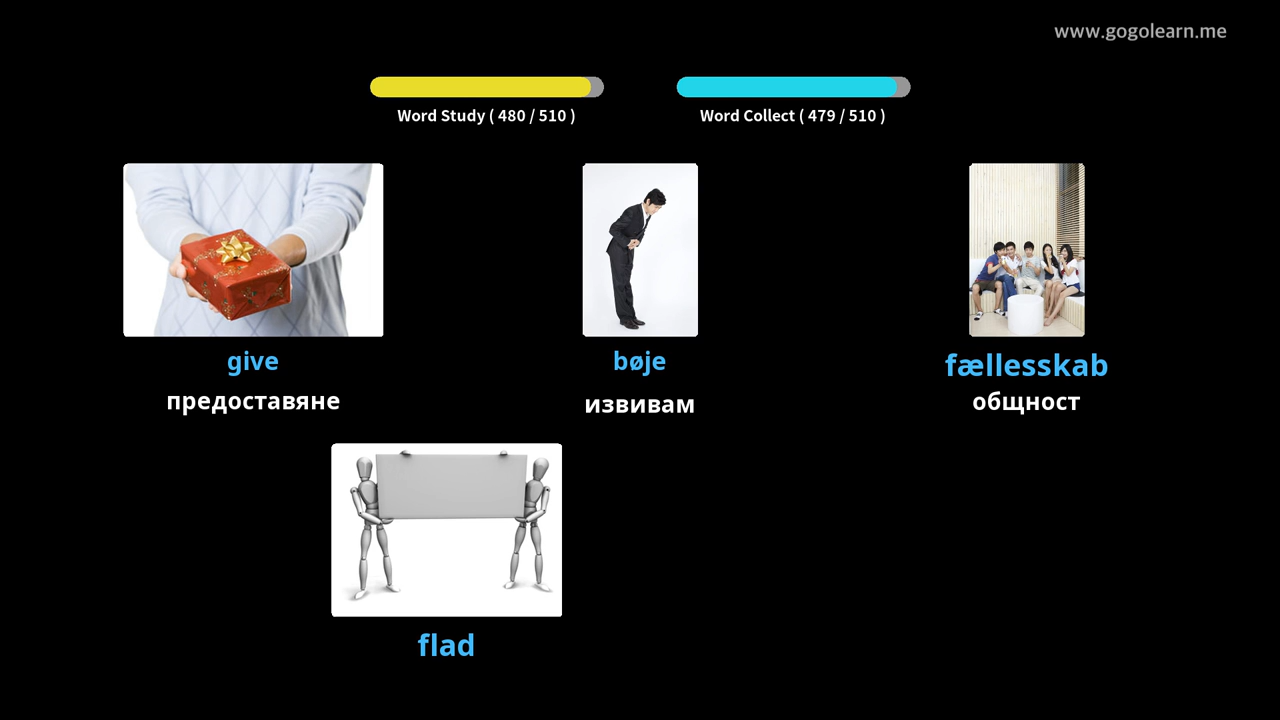 www.gogolearn.me
Word Study ( 480 / 510 )
Word Collect ( 479 / 510 )
give
bøje
fællesskab
предоставяне
извивам
общност
flad